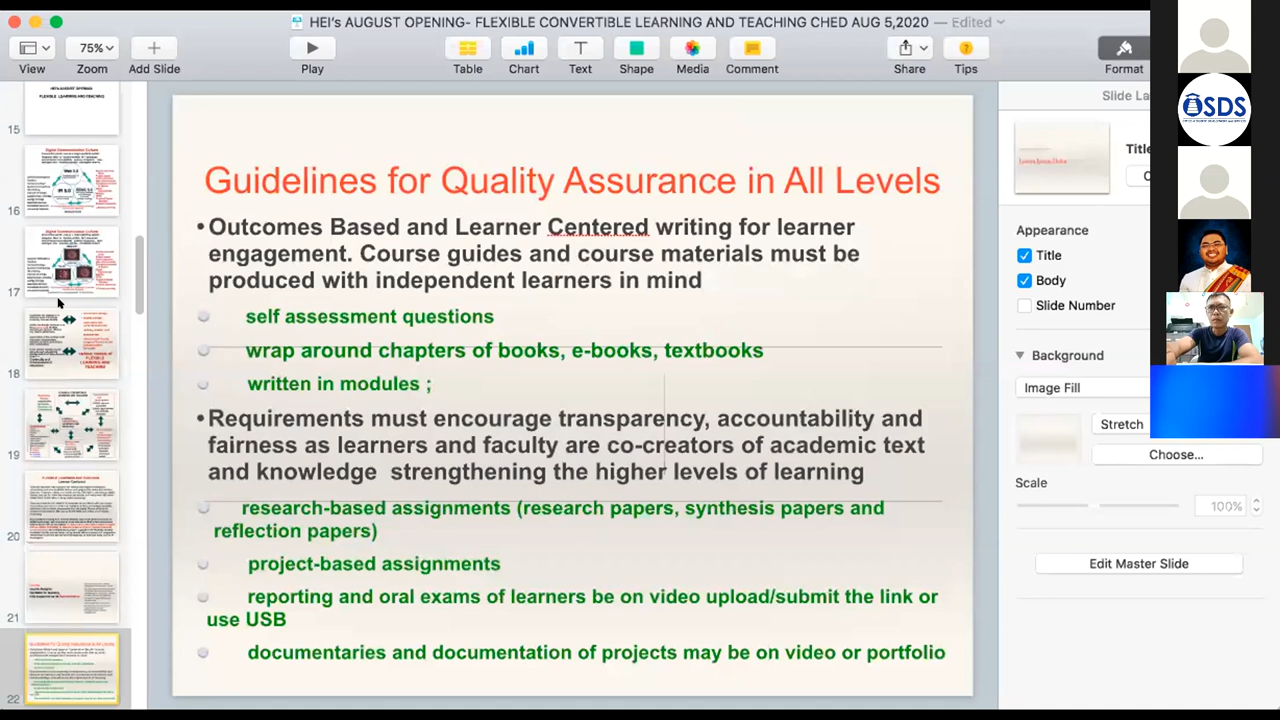 HEI's AUGUST OPENING- FLEXIBLE CONVERTIBLE LEARNING AND TEACHING CHED AUG 5,2020 — Edited
75%
View
Zoom
Add Slide
Play
Table
Chart
Text
Shape
Media
Comment
Share
Tips
Format
Slide La
Title
Appearance
Title
Body
Slide Number
Background
Image Fill
Stretch
Choose...
Scale
100%
Edit Master Slide
SDS
15
16
17
18
19
20
21
22
Guidelines for Quality Assurance in All Levels
• Outcomes Based and Learner Centered writing for learner
engagement. Course guides and course materials must be
produced with independent learners in mind
self assessment questions
wrap around chapters of books, e-books, textbooks
written in modules ;
• Requirements must encourage transparency, accountability and
fairness as learners and faculty are co-creators of academic text
and knowledge strengthening the higher levels of learning
research-based assignments (research papers, synthesis papers and
reflection papers)
project-based assignments
reporting and oral exam of learners be on video upload/submit the link or
use USB
documentaries and documentation of projects may be video or portfolio